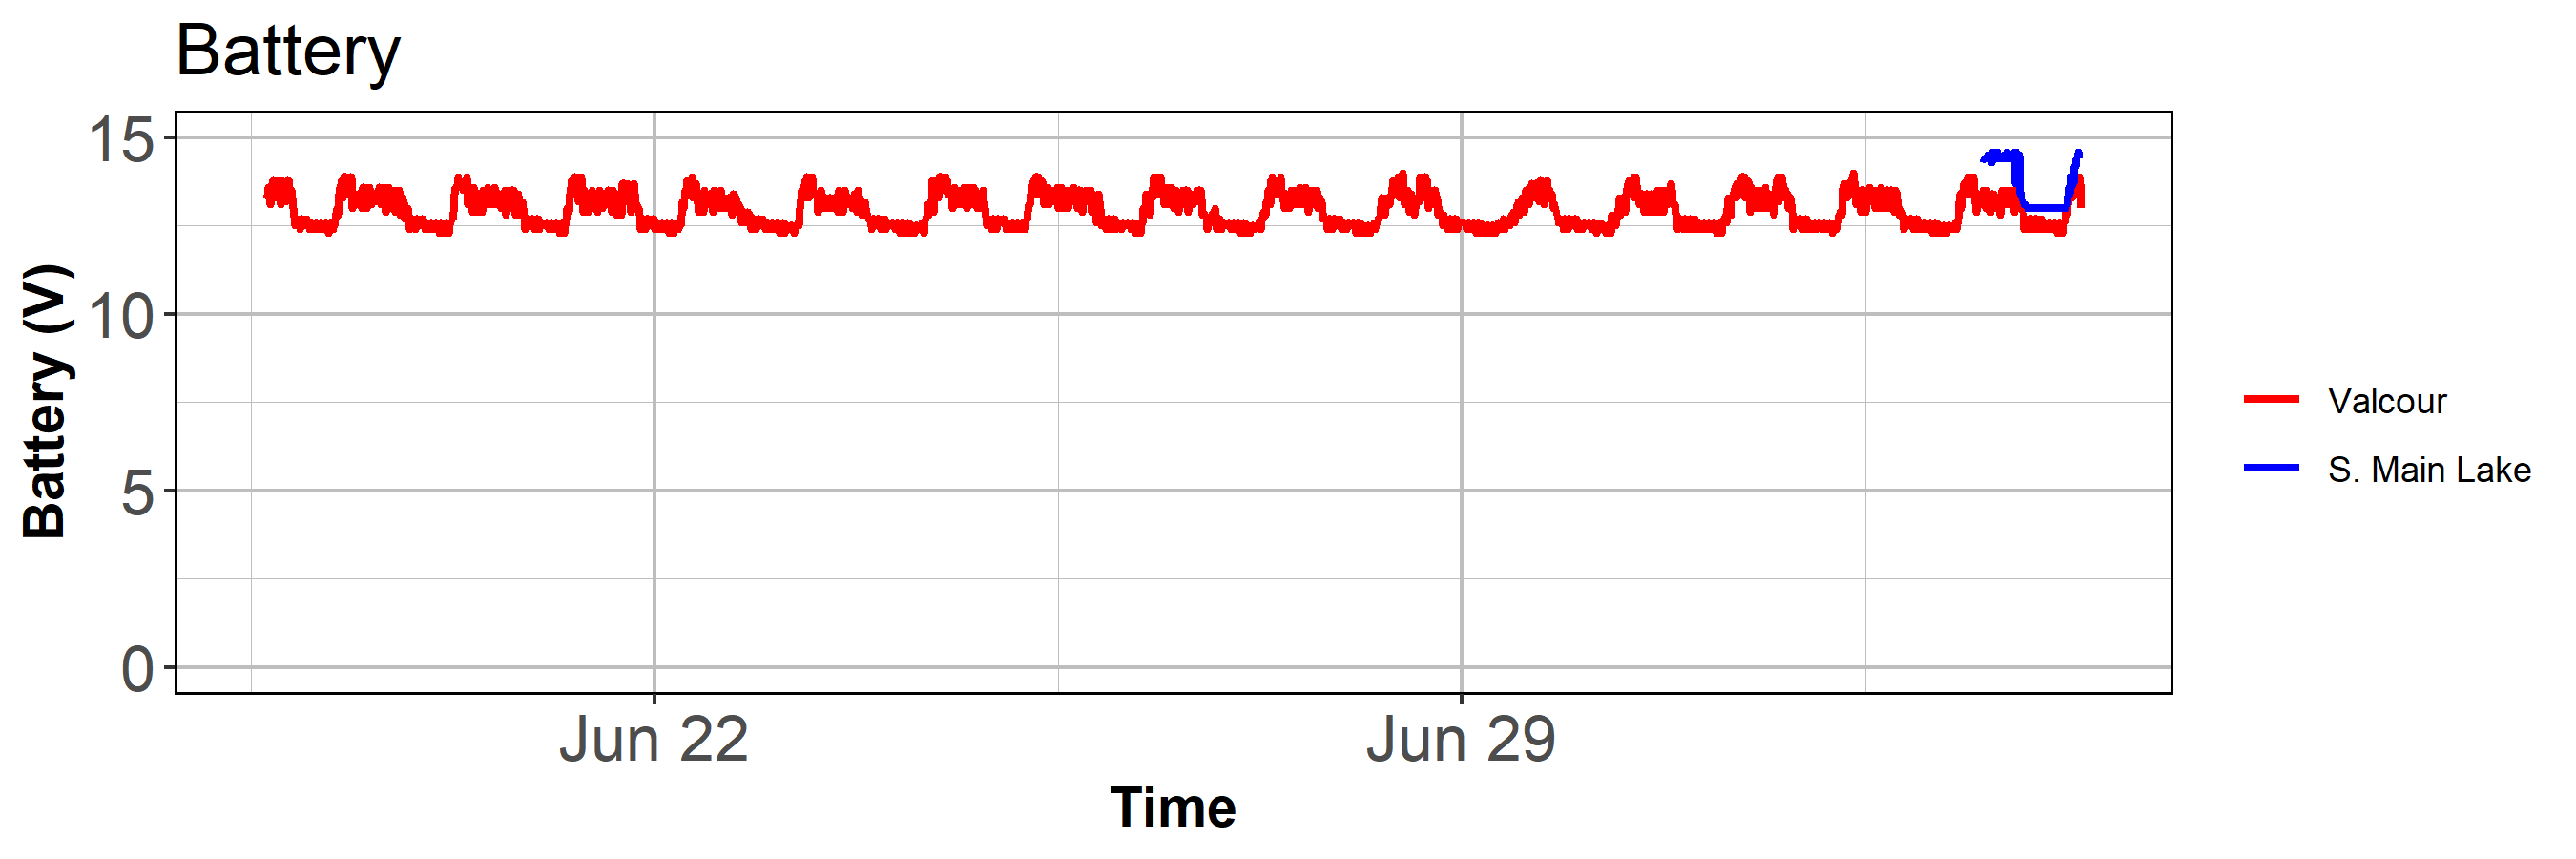 Battery
15
10
5
0
Battery (V)
Jun 22
Jun 29
Time
Valcour
S. Main Lake